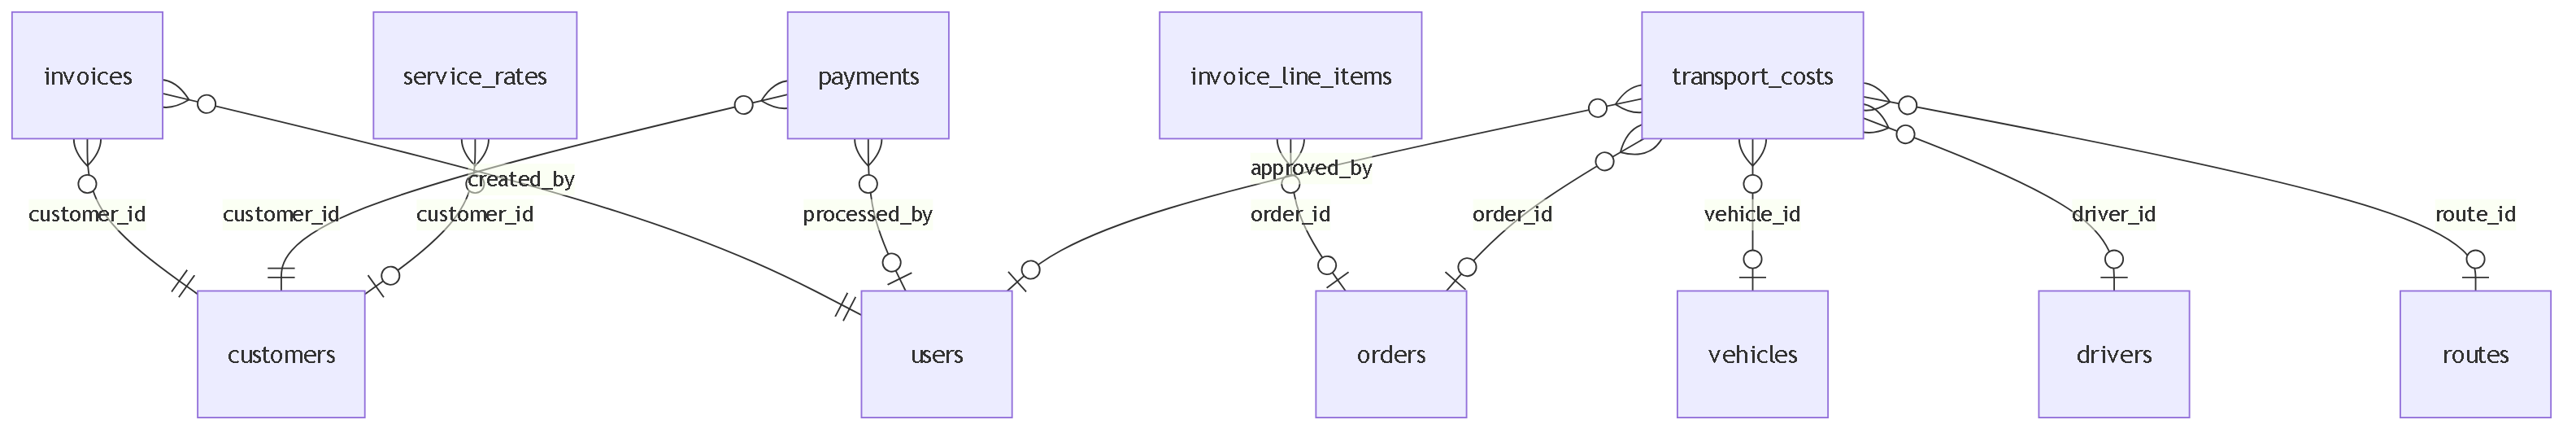 invoices
service_rates
payments
invoice_line_items
transport_costs
approved_by
created_by
customer_id
customer_id
customer_id
processed_by
order_id
order_id
vehicle_id
driver_id
route_id
customers
users
orders
vehicles
drivers
routes